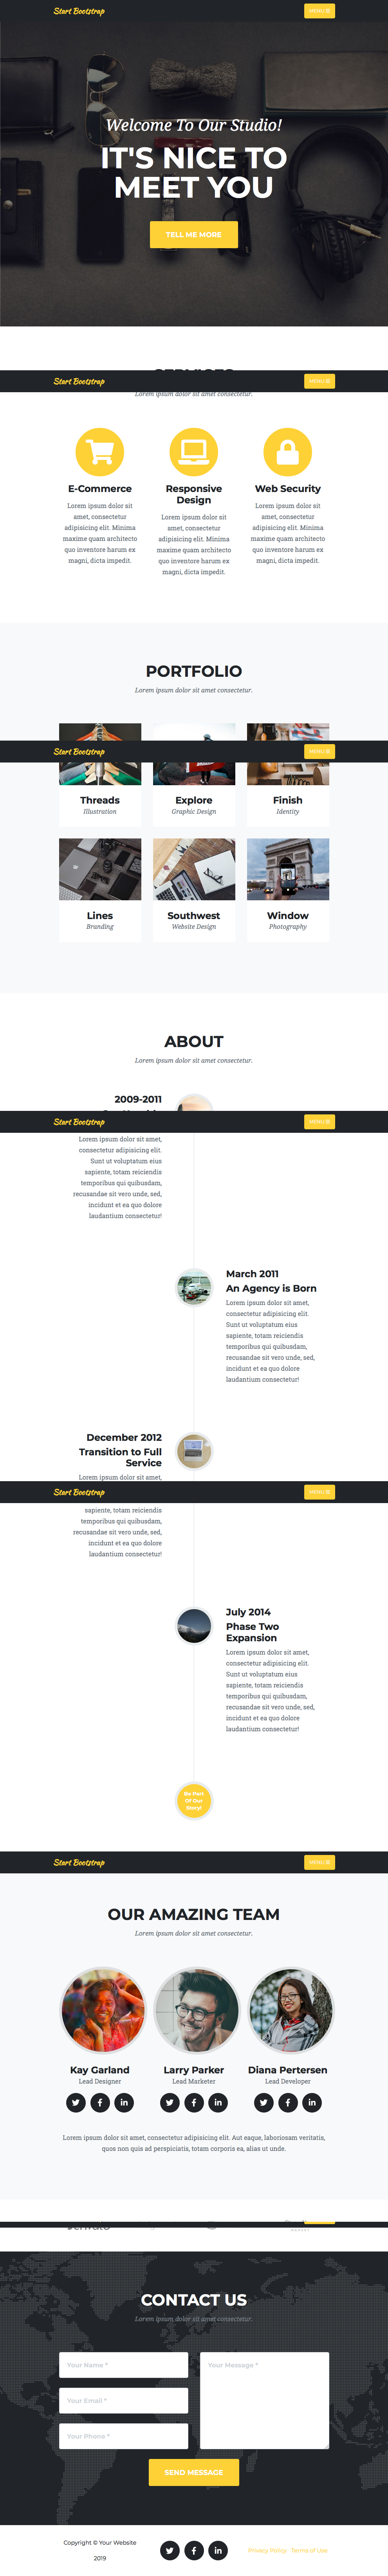 Start Bootstrap
MENU
Welcome To Our Studio!
IT'S NICE TO
MEET YOU
TELL ME MORE
Start Bootstrap
MENU
Lorem ipsum dolor sit amet consectetur.
E-Commerce
Lorem ipsum dolor sit
amet, consectetur
adipisicing elit. Minima
maxime quam architecto
quo inventore harum ex
magni, dicta impedit.
Responsive
Design
Lorem ipsum dolor sit
amet, consectetur
adipisicing elit. Minima
maxime quam architecto
quo inventore harum ex
magni, dicta impedit.
Web Security
Lorem ipsum dolor sit
amet, consectetur
adipisicing elit. Minima
maxime quam architecto
quo inventore harum ex
magni, dicta impedit.
PORTFOLIO
Lorem ipsum dolor sit amet consectetur.
Start Bootstrap
MENU
Threads
Illustration
Explore
Graphic Design
Finish
Identity
Lines
Branding
Southwest
Website Design
Window
Photography
ABOUT
Lorem ipsum dolor sit amet consectetur.
2009-2011
Start Bootstrap
MENU
Lorem ipsum dolor sit amet,
consectetur adipisicing elit.
Sunt ut voluptatum eius
sapiente, totam reiciendis
temporibus qui quibusdam,
recusandae sit vero unde, sed,
incidunt et ea quo dolore
laudantium consectetur!
March 2011
An Agency is Born
Lorem ipsum dolor sit amet,
consectetur adipisicing elit.
Sunt ut voluptatum eius
sapiente, totam reiciendis
temporibus qui quibusdam,
recusandae sit vero unde, sed,
incidunt et ea quo dolore
laudantium consectetur!
December 2012
Transition to Full
Service
Lorem ipsum dolor sit amet,
Start Bootstrap
MENU
sapiente, totam reiciendis
temporibus qui quibusdam,
recusandae sit vero unde, sed,
incidunt et ea quo dolore
laudantium consectetur!
July 2014
Phase Two
Expansion
Lorem ipsum dolor sit amet,
consectetur adipisicing elit.
Sunt ut voluptatum eius
sapiente, totam reiciendis
temporibus qui quibusdam,
recusandae sit vero unde, sed,
incidunt et ea quo dolore
laudantium consectetur!
Be Part
Of Our
Story!
Start Bootstrap
MENU
OUR AMAZING TEAM
Lorem ipsum dolor sit amet consectetur.
Kay Garland
Lead Designer
Larry Parker
Lead Marketer
Diana Pertersen
Lead Developer
Lorem ipsum dolor sit amet, consectetur adipisicing elit. Aut eaque, laboriosam veritatis,
quos non quis ad perspiciatis, totam corporis ea, alias ut unde.
CONTACT US
Lorem ipsum dolor sit amet consectetur.
Your Name *
Your Email *
Your Phone *
Your Message *
SEND MESSAGE
Copyright © Your Website
2019
Privacy Policy
Terms of Use